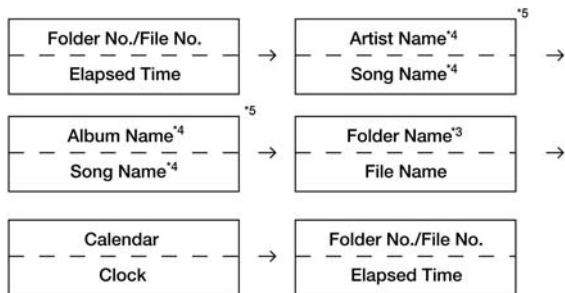 Folder No./File No.
Elapsed Time
Artist Name*4
Song Name*4
*5
Album Name*4
Song Name*4
*5
Folder Name*3
File Name
Calendar
Clock
Folder No./File No.
Elapsed Time